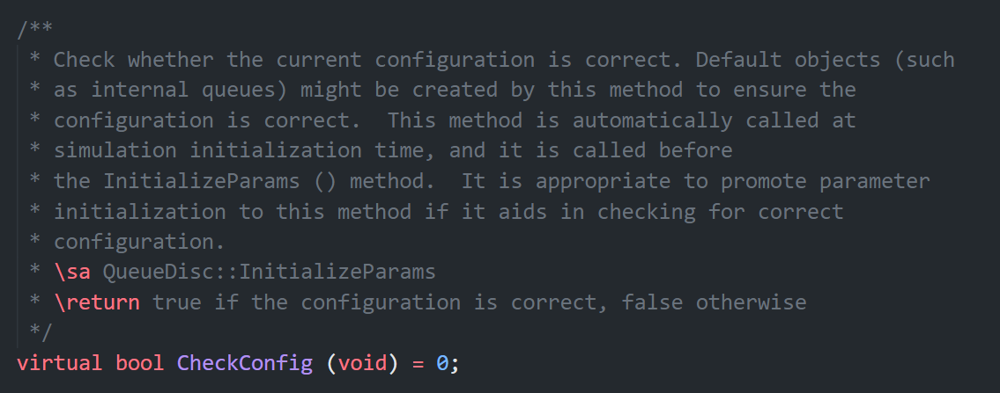 /**
* Check whether the current configuration is correct. Default objects (such
* as internal queues) might be created by this method to ensure the
* configuration is correct.  This method is automatically called at
* simulation initialization time, and it is called before
* the InitializeParams () method.  It is appropriate to promote parameter
* initialization to this method if it aids in checking for correct
* configuration.
* \sa QueueDisc::InitializeParams
* \return true if the configuration is correct, false otherwise
*/
virtual bool CheckConfig (void) = 0;